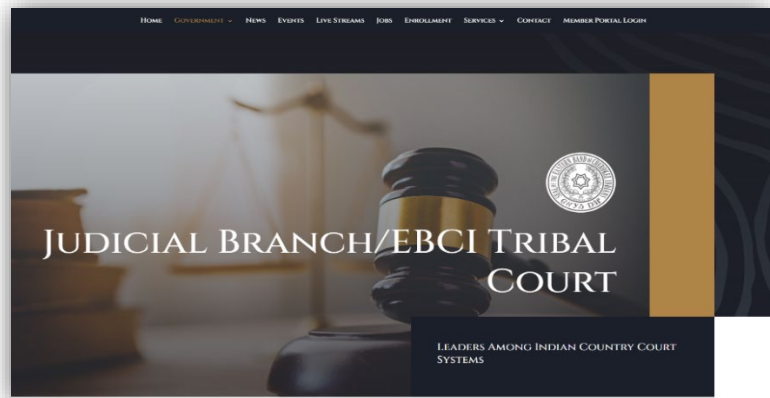 HOME GOVERNMENT NEWS EVENTS LIVE STREAMS JOBS ENROLLMENT SERVICES CONTACT MEMBER PORTAL LOGIN
JUDICIAL BRANCH/EBCI TRIBAL
COURT
LEADERS AMONG INDIAN COUNTRY COURT
SYSTEMS